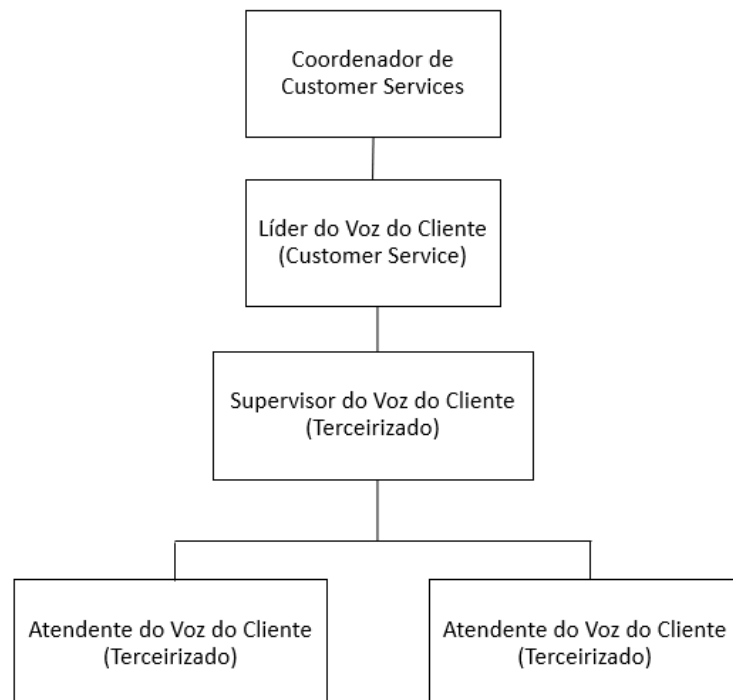 Coordenador de
Customer Services
Líder do Voz do Cliente
(Customer Service)
Supervisor do Voz do Cliente
(Terceirizado)
Atendente do Voz do Cliente
(Terceirizado)
Atendente do Voz do Cliente
(Terceirizado)